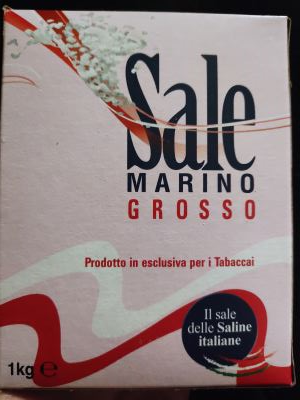 Sale
MARINO
GROSSO
Prodotto in esclusiva per i Tabaccai
Il sale
delle Saline
italiane
1kg ℮